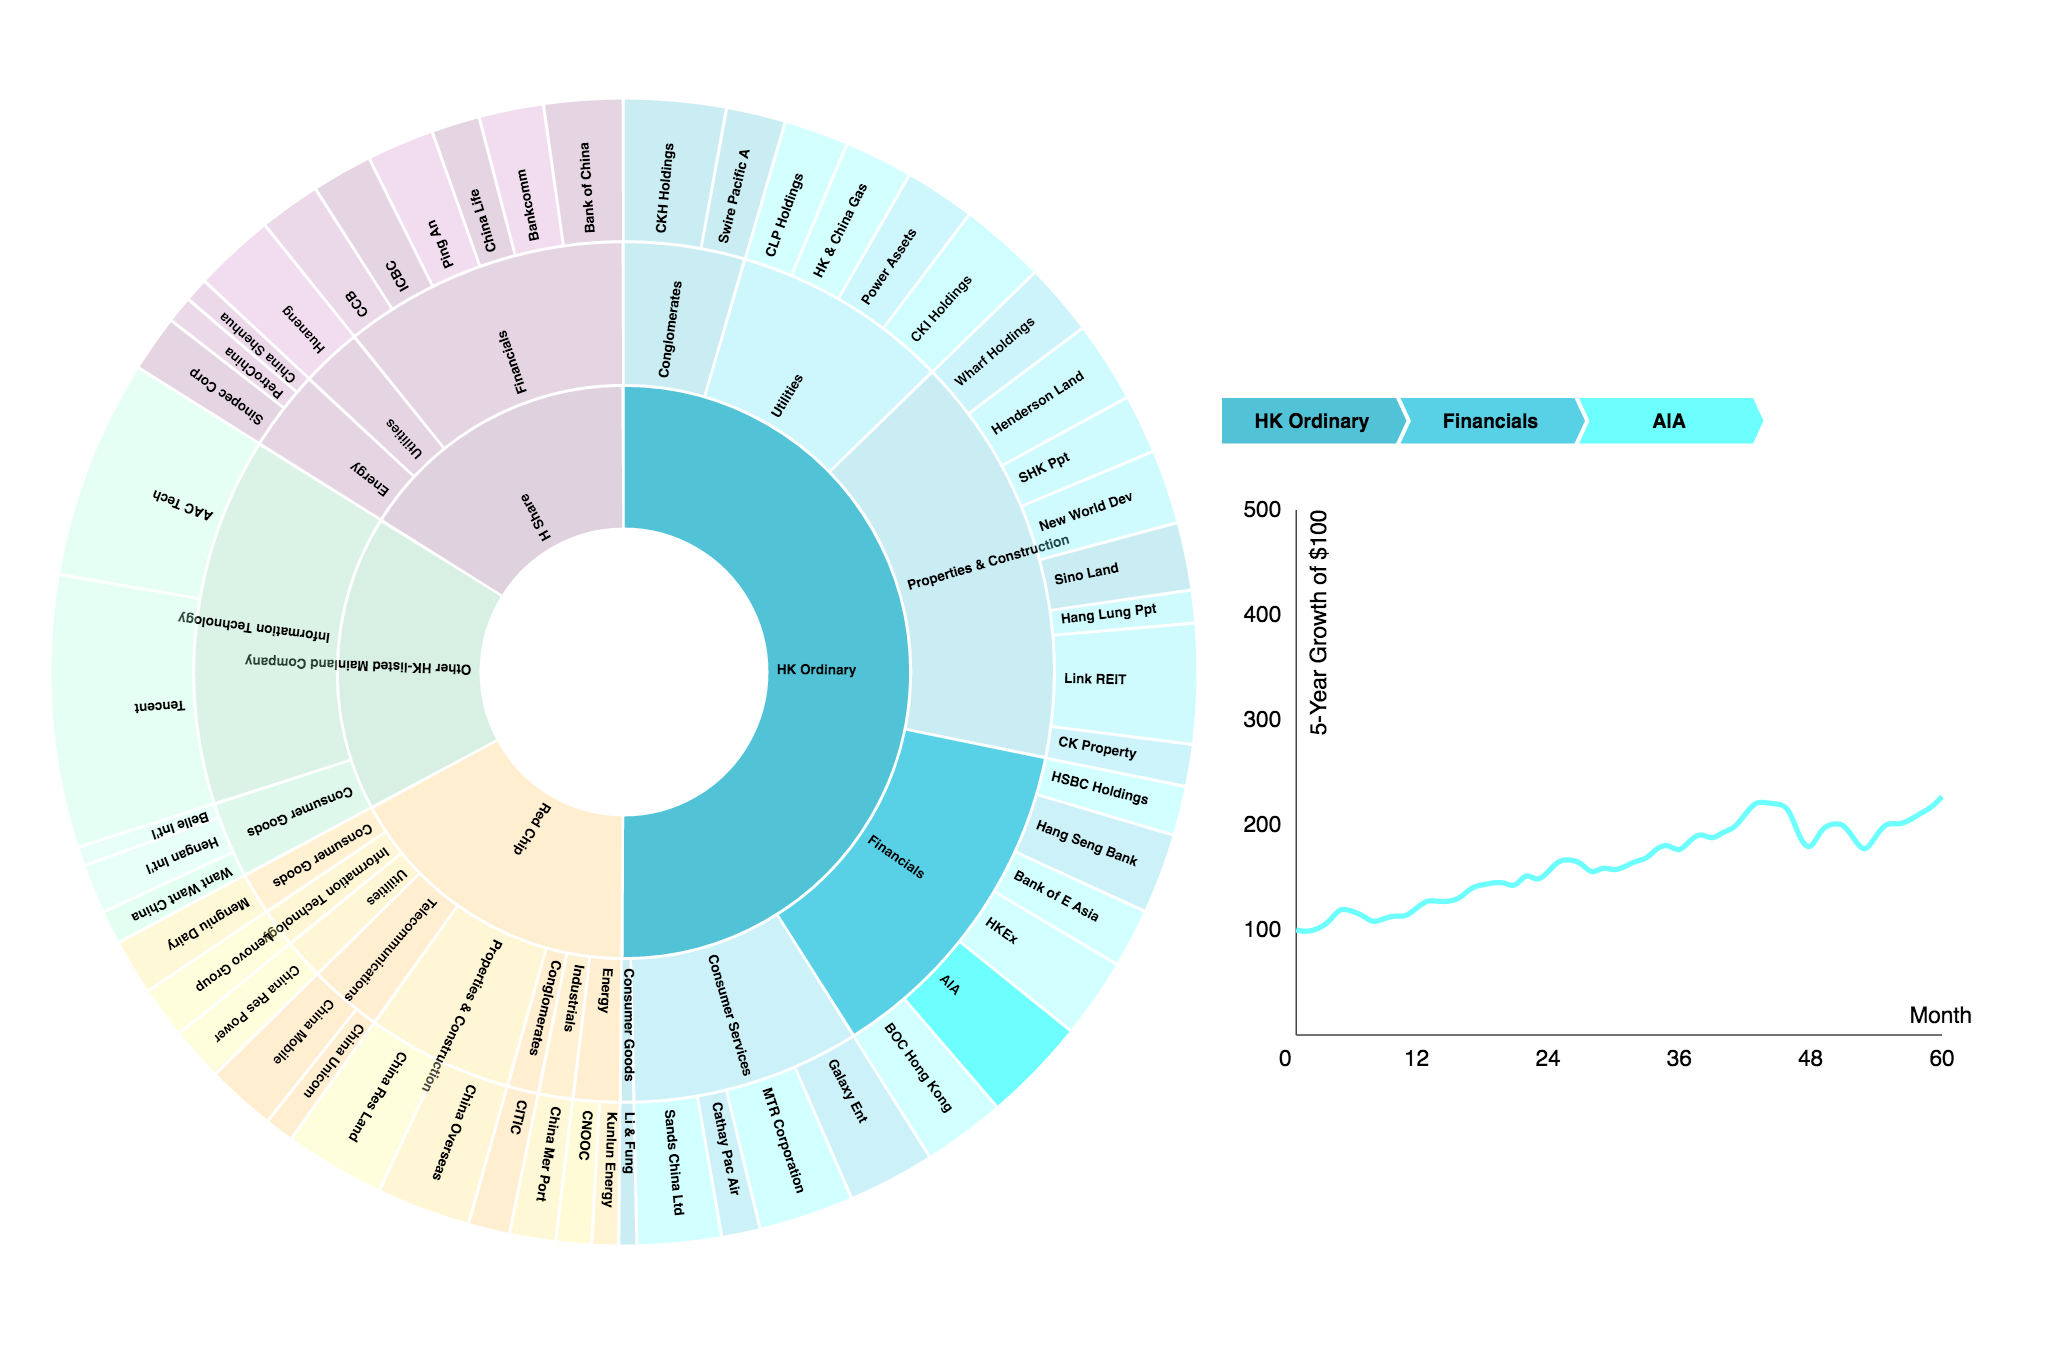 HK Ordinary
Conglomerates
CKH Holdings
Swire Pacific A
Utilities
CLP Holdings
HK & China Gas
Power Assets
CKI Holdings
Properties & Construction
Wharf Holdings
Henderson Land
SHK Ppt
New World Dev
Sino Land
Hang Lung Ppt
Link REIT
CK Property
Financials
HSBC Holdings
Hang Seng Bank
Bank of E Asia
HKEx
AIA
BOC Hong Kong
Consumer Services
Galaxy Ent
MTR Corporation
Cathay Pac Air
Sands China Ltd
Consumer Goods
Li & Fung
Red Chip
Energy
Kunlun Energy
CNOOC
Industrials
China Mer Port
Conglomerates
CITIC
Properties & Construction
China Overseas
China Res Land
Telecommunications
China Unicom
China Mobile
Utilities
China Res Power
Information Technology
Lenovo Group
Consumer Goods
Mengniu Dairy
Other HK-listed Mainland Company
Consumer Goods
Want Want China
Hengan Int'l
Belle Int'l
Information Technology
Tencent
AAC Tech
H Share
Energy
Sinopec Corp
PetroChina
China Shenhua
Utilities
Huaneng
Financials
CCB
ICBC
Ping An
China Life
Bankcomm
Bank of China
HK Ordinary
Financials
AIA
500
400
300
200
100
5-Year Growth of $100
Month
0
12
24
36
48
60